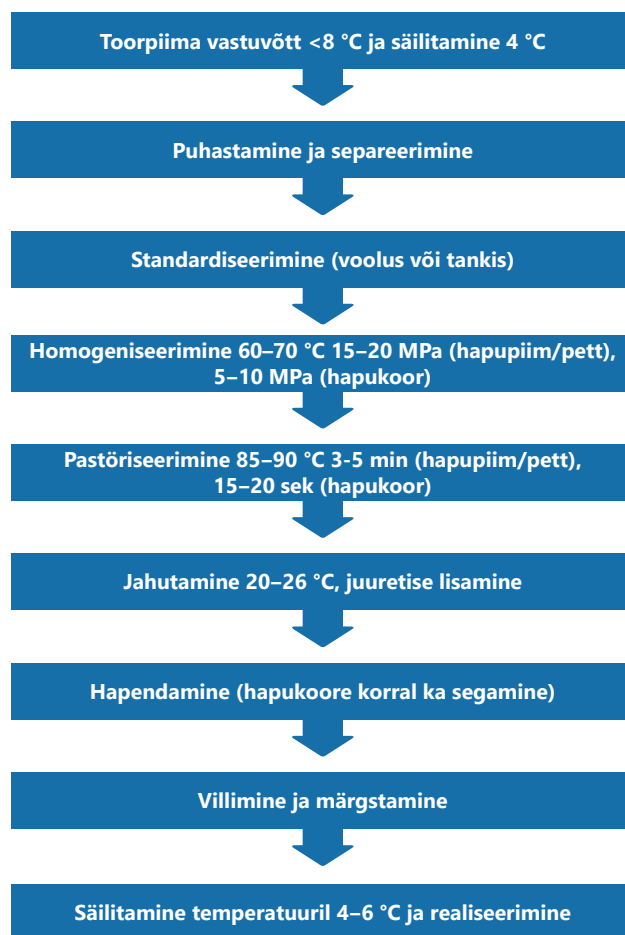 Toorpiima vastuvõtt <8 °C ja säilitamine 4 °C
Puhastamine ja separeerimine
Standardiseerimine (voolus või tankis)
Homogeniseerimine 60–70 °C 15–20 MPa (hapupiim/pett),
5–10 MPa (hapukoor)
Pastöriseerimine 85–90 °C 3-5 min (hapupiim/pett),
15–20 sek (hapukoor)
Jahutamine 20–26 °C, juuretise lisamine
Hapendamine (hapukoore korral ka segamine)
Villimine ja märgstamine
Säilitamine temperatuuril 4–6 °C ja realiseerimine